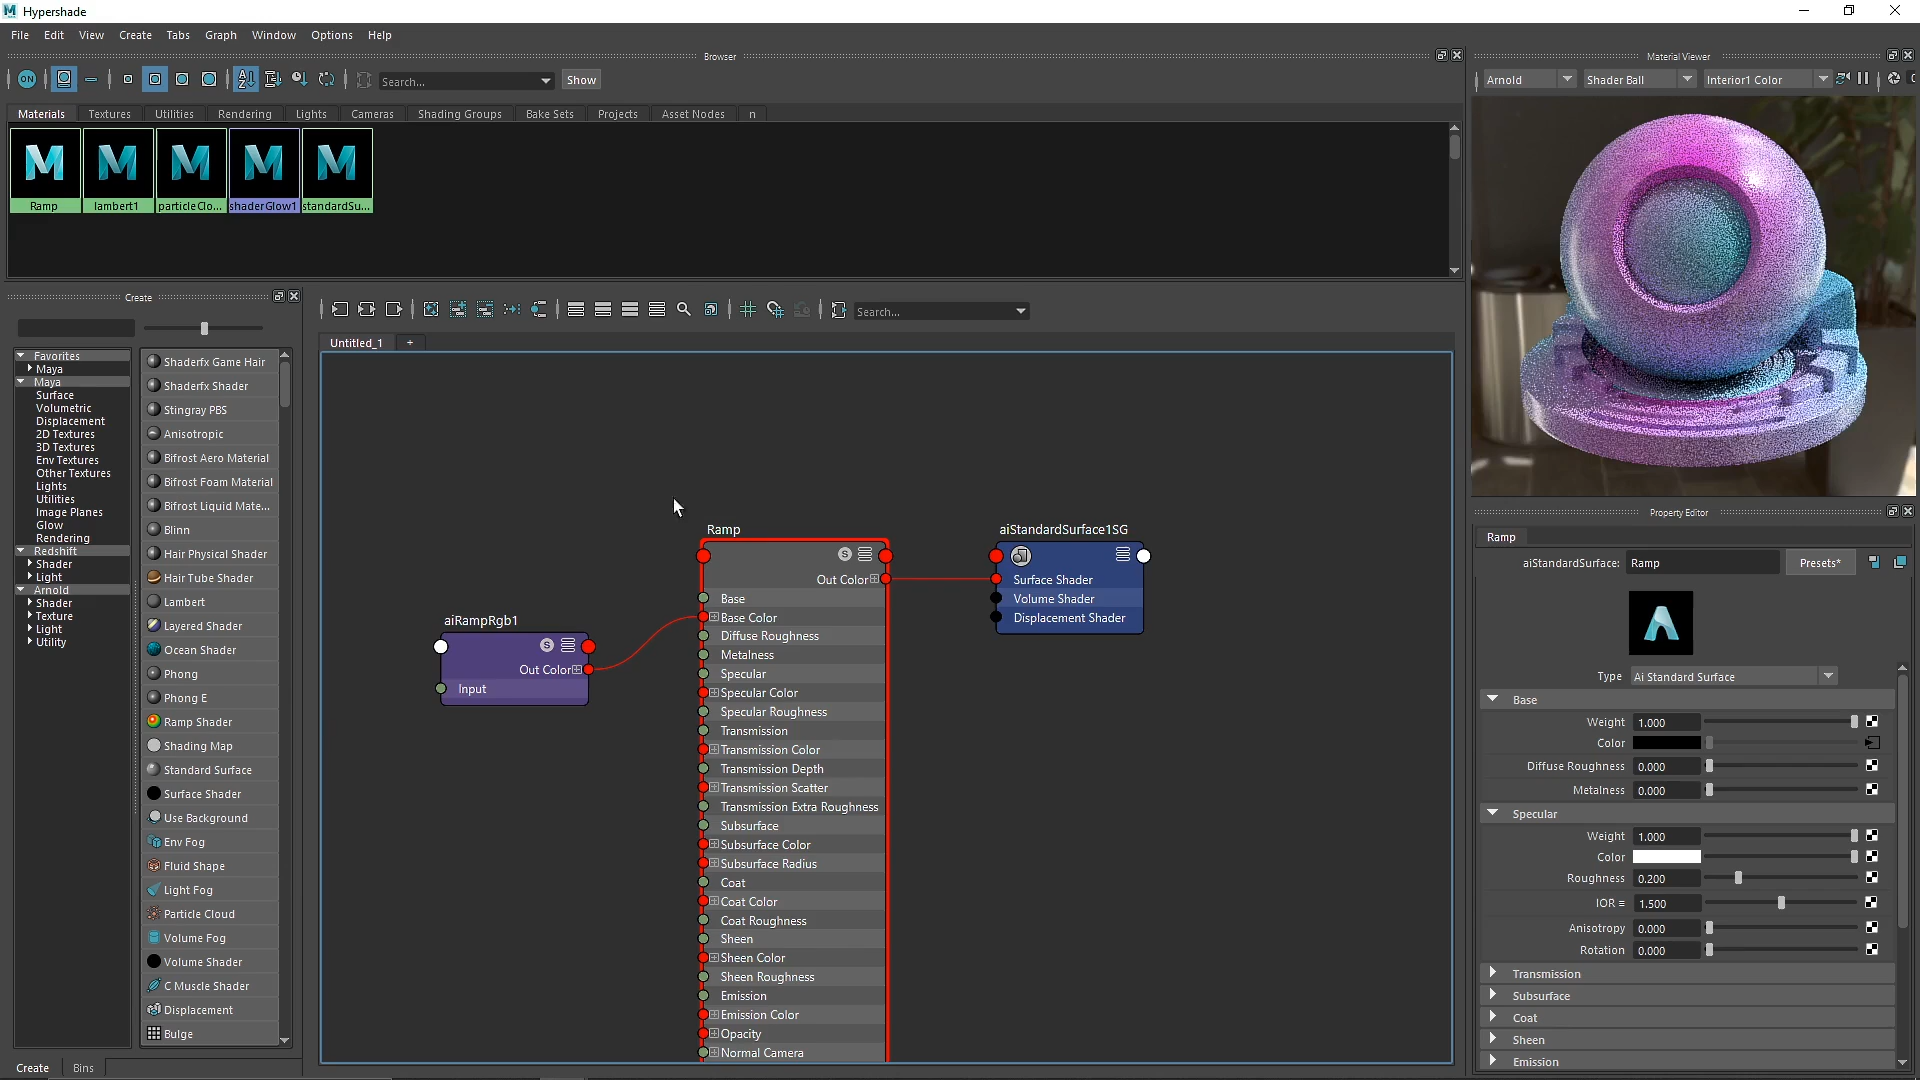 Hypershade
File Edit View Create Tabs Graph Window Options Help
Browser
Material Viewer
ON
Search...
Show
Arnold
Shader Ball
Interior1 Color
Materials Textures Utilities Rendering Lights Cameras Shading Groups Bake Sets Projects Asset Nodes n
Ramp
lambert1
particleClo...
shaderGlow1
standardSu...
Create
Search...
Untitled_1
+
Favorites
Maya
Maya
Surface
Volumetric
Displacement
2D Textures
3D Textures
Env Textures
Other Textures
Lights
Utilities
Image Planes
Glow
Rendering
Redshift
Shader
Light
Arnold
Shader
Texture
Light
Utility
Shaderfx Game Hair
Shaderfx Shader
Stingray PBS
Anisotropic
Bifrost Aero Material
Bifrost Foam Material
Bifrost Liquid Mate...
Blinn
Hair Physical Shader
Hair Tube Shader
Lambert
Layered Shader
Ocean Shader
Phong
Phong E
Ramp Shader
Shading Map
Standard Surface
Surface Shader
Use Background
Env Fog
Fluid Shape
Light Fog
Particle Cloud
Volume Fog
Volume Shader
C Muscle Shader
Displacement
Bulge
Create
Bins
aiRampRgb1
S
Out Color
Input
Ramp
S
Out Color
Base
Base Color
Diffuse Roughness
Metalness
Specular
Specular Color
Specular Roughness
Transmission
Transmission Color
Transmission Depth
Transmission Scatter
Transmission Extra Roughness
Subsurface
Subsurface Color
Subsurface Radius
Coat
Coat Color
Coat Roughness
Sheen
Sheen Color
Sheen Roughness
Emission
Emission Color
Opacity
Normal Camera
aiStandardSurface1SG
Surface Shader
Volume Shader
Displacement Shader
Property Editor
Ramp
aiStandardSurface: Ramp
Presets*
Type Ai Standard Surface
Base
Weight 1.000
Color
Diffuse Roughness 0.000
Metalness 0.000
Specular
Weight 1.000
Color
Roughness 0.200
IOR = 1.500
Anisotropy 0.000
Rotation 0.000
Transmission
Subsurface
Coat
Sheen
Emission